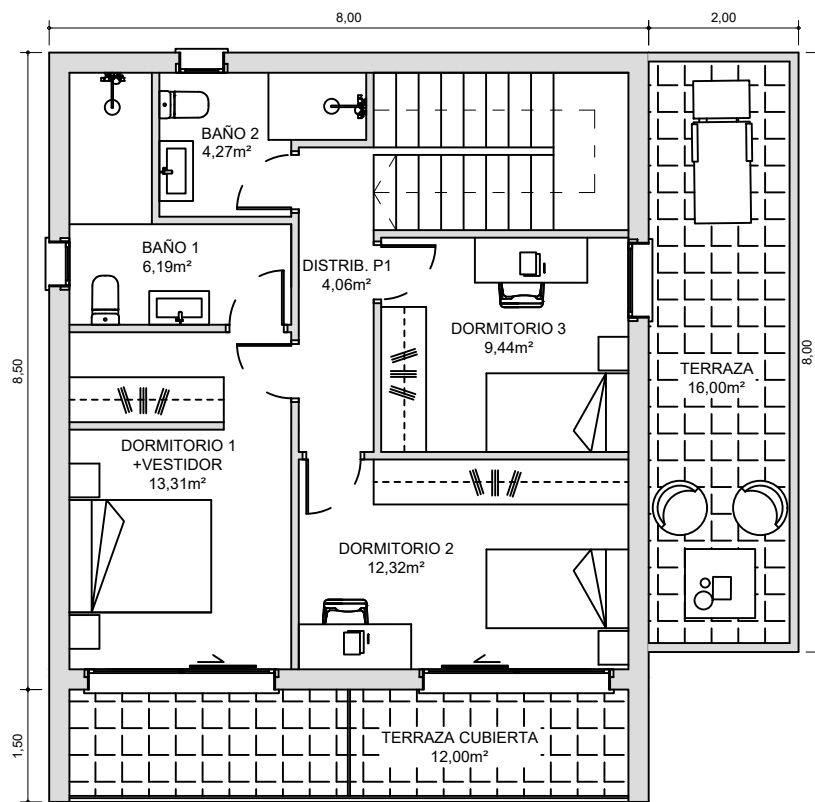 8,00
2,00
BAÑO 2
4,27m²
BAÑO 1
6,19m²
DISTRIB. P1
4,06m²
DORMITORIO 3
9,44m²
TERRAZA
16,00m²
8,50
8,00
DORMITORIO 1
+VESTIDOR
13,31m²
DORMITORIO 2
12,32m²
TERRAZA CUBIERTA
12,00m²
1,50